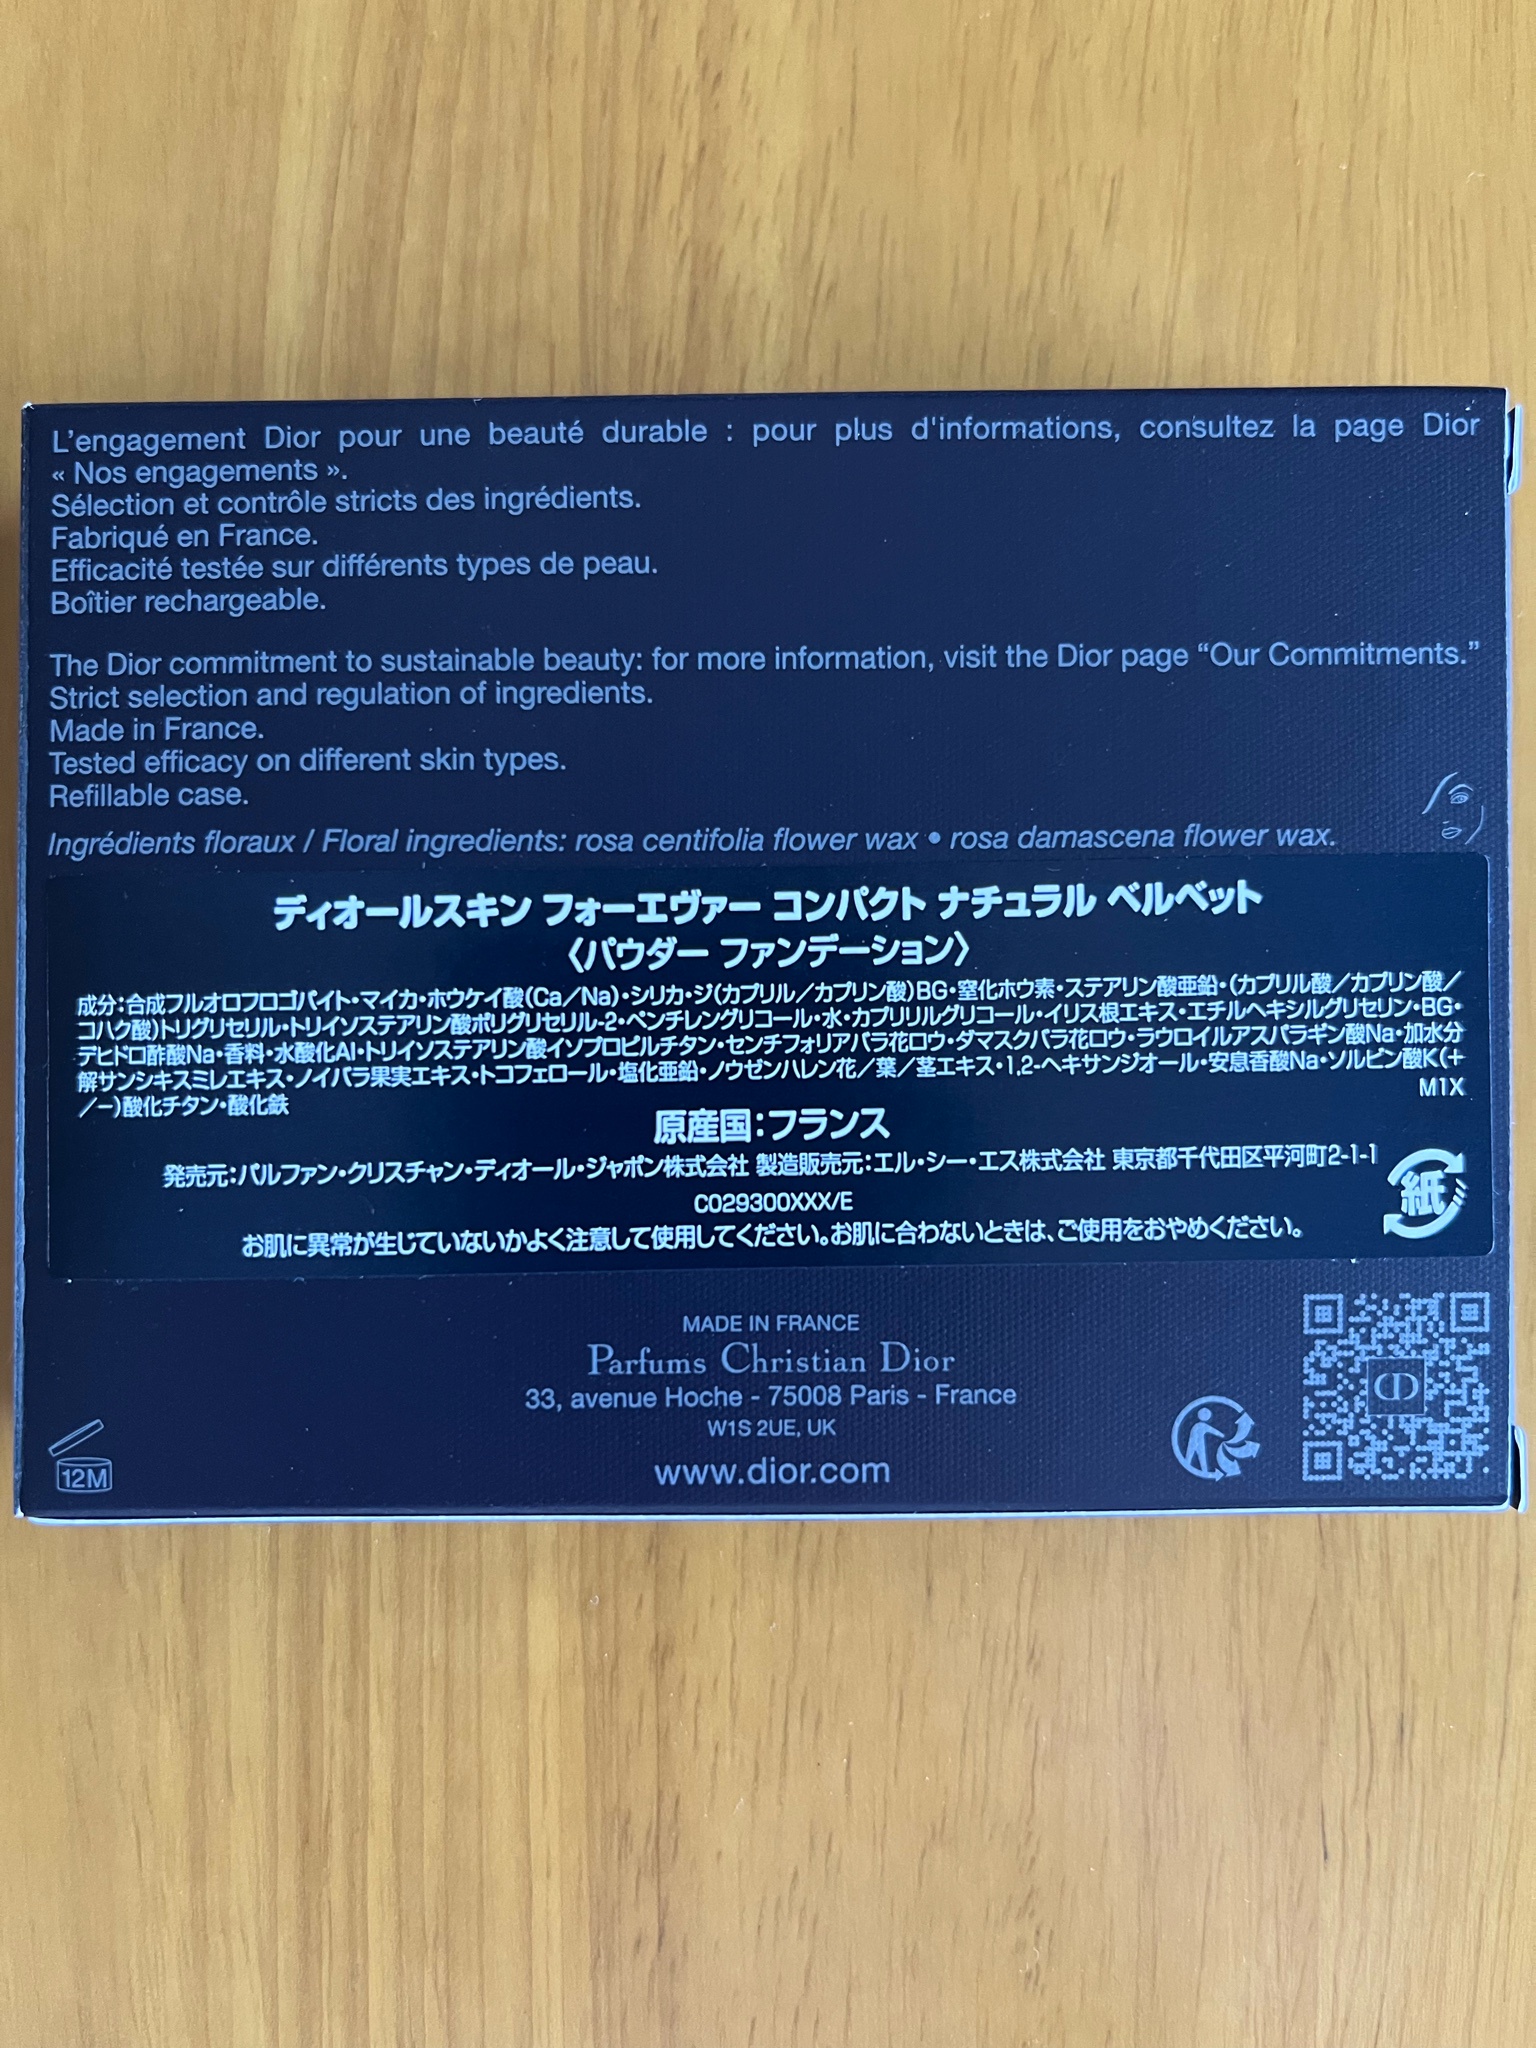 L'engagement Dior pour une beauté durable : pour plus d'informations, consultez la page Dior
« Nos engagements ».
Sélection et contrôle stricts des ingrédients.
Fabriqué en France.
Efficacité testée sur différents types de peau.
Boîtier rechargeable.
The Dior commitment to sustainable beauty: for more information, visit the Dior page “Our Commitments.”
Strict selection and regulation of ingredients.
Made in France.
Tested efficacy on different skin types.
Refillable case.
Ingrédients floraux / Floral ingredients: rosa centifolia flower wax • rosa damascena flower wax.
ディオールスキン フォーエヴァー コンパクト ナチュラル ベルベット
〈パウダー ファンデーション〉
成分：合成フルオロフロゴパイト・マイカ・ホウケイ酸(Ca／Na)・シリカ・ジ(カプリル／カプリン酸)BG・窒化ホウ素・ステアリン酸亜鉛・(カプリル酸／カプリン酸／
コハク酸)トリグリセリル・トリイソステアリン酸ポリグリセリル-2・ペンチレングリコール・水・カプリリルグリコール・イリス根エキス・エチルヘキシルグリセリン・BG・
デヒドロ酢酸Na・香料・水酸化Al・トリイソステアリン酸イソプロピルチタン・センチフォリアバラ花ロウ・ダマスクバラ花ロウ・ラウロイルアスパラギン酸Na・加水分
解サンシキスミレエキス・ノイバラ果実エキス・トコフェロール・塩化亜鉛・ノウゼンハレン花／葉／茎エキス・1,2-ヘキサンジオール・安息香酸Na・ソルビン酸K(+
／−)酸化チタン・酸化鉄
M1X
原産国：フランス
発売元：パルファン・クリスチャン・ディオール・ジャポン株式会社 製造販売元：エル・シー・エス株式会社 東京都千代田区平河町2-1-1
C029300XXX/E
お肌に異常が生じていないかよく注意して使用してください。お肌に合わないときは、ご使用をおやめください。
紙
MADE IN FRANCE
Parfums Christian Dior
33, avenue Hoche - 75008 Paris - France
W1S 2UE, UK
www.dior.com
12M
CD